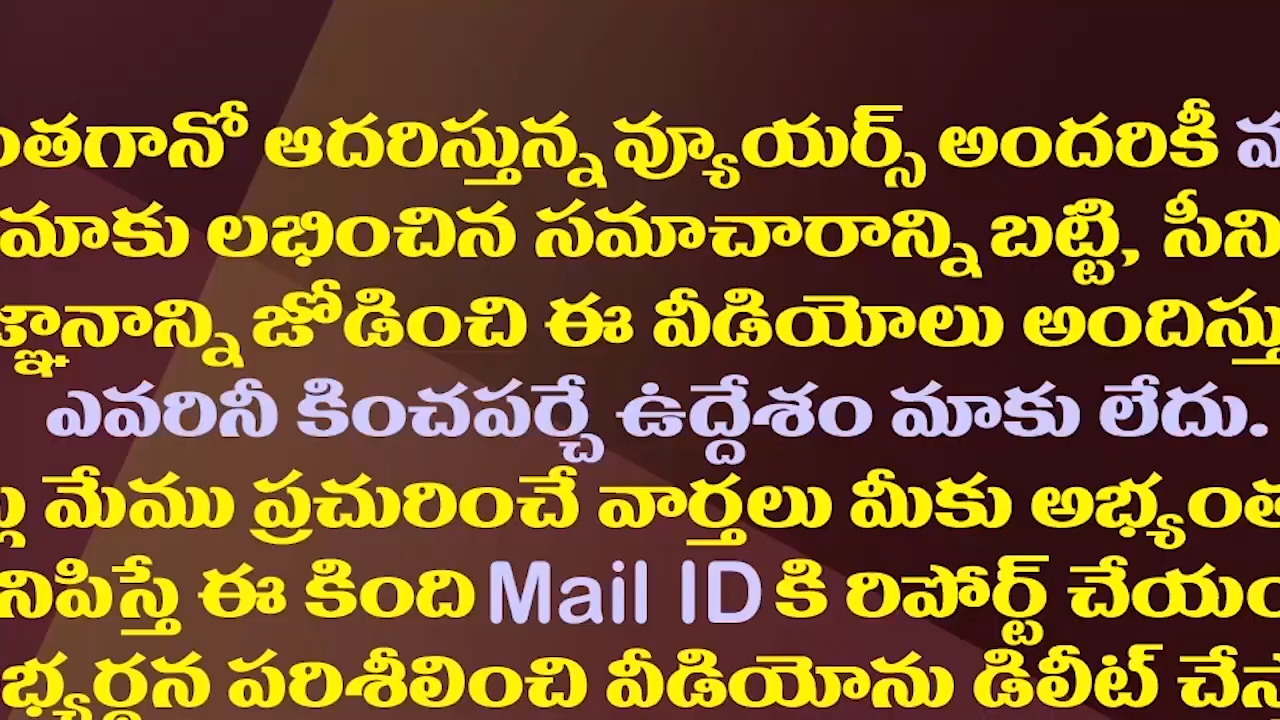 ఆదరిస్తున్న వ్యూయర్స్ అందరికీ
మాకు లభించిన సమాచారాన్ని బట్టి,
జోడించి ఈ వీడియోలు
ఎవరినీ కించపర్చే ఉద్దేశం మాకు లేదు.
మేము ప్రచురించే వార్తలు మీకు
ఈ కింది Mail ID కి రిపోర్ట్
పరిశీలించి వీడియోను డిలీట్